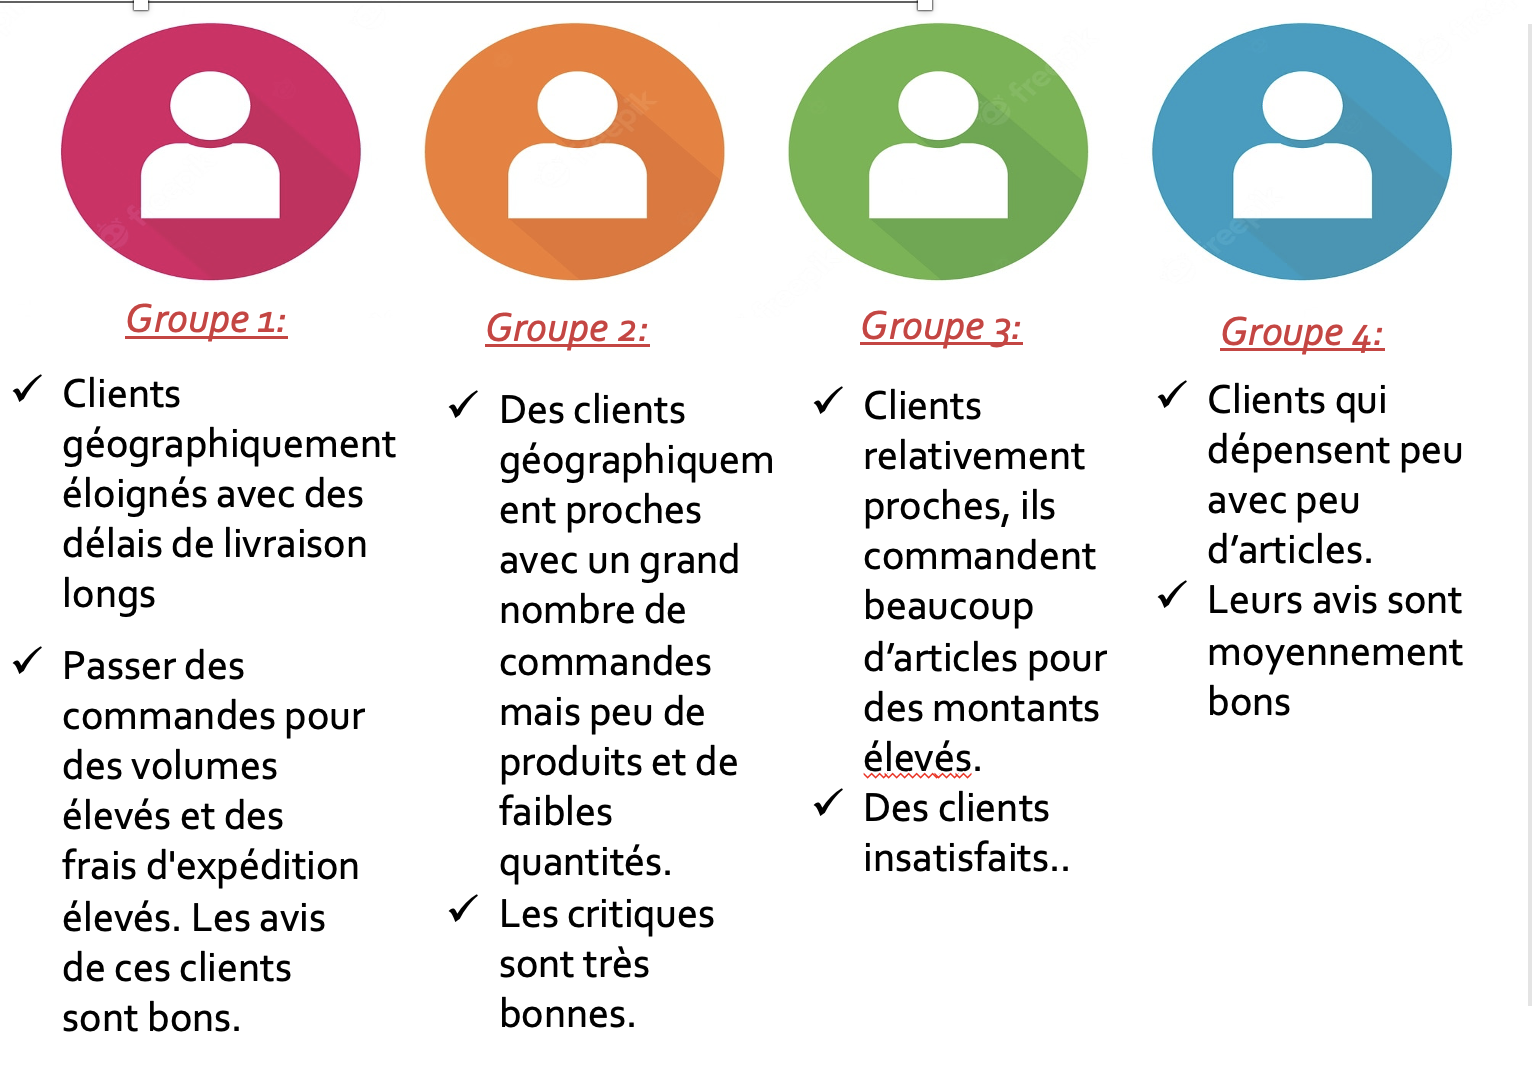 Groupe 1:
Clients
géographiquement
éloignés avec des
délais de livraison
longs
Passer des
commandes pour
des volumes
élevés et des
frais d'expédition
élevés. Les avis
de ces clients
sont bons.
Groupe 2:
Des clients
géographiquem
ent proches
avec un grand
nombre de
commandes
mais peu de
produits et de
faibles
quantités.
Les critiques
sont très
bonnes.
Groupe 3:
Clients
relativement
proches, ils
commandent
beaucoup
d’articles pour
des montants
élevés.
Des clients
insatisfaits..
Groupe 4:
Clients qui
dépensent peu
avec peu
d’articles.
Leurs avis sont
moyennement
bons